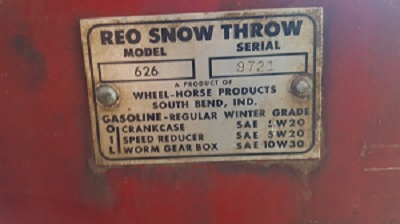 REO SNOW THROW
MODEL SERIAL
626 9721
A PRODUCT OF
WHEEL-HORSE PRODUCTS
SOUTH BEND, IND.
GASOLINE-REGULAR WINTER GRADE
O CRANKCASE SAE 5W20
I SPEED REDUCER SAE 5W20
L WORM GEAR BOX SAE 10W30